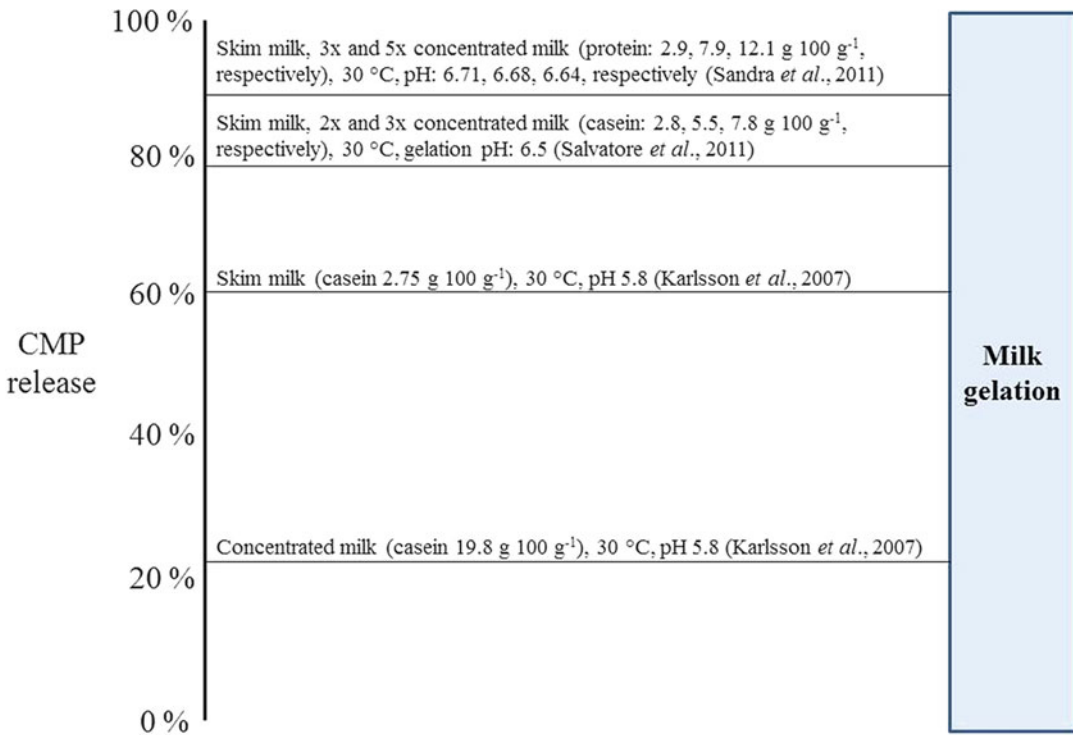 100 %
Skim milk, 3x and 5x concentrated milk (protein: 2.9, 7.9, 12.1 g 100 g⁻¹,
respectively), 30 °C, pH: 6.71, 6.68, 6.64, respectively (Sandra et al., 2011)
Skim milk, 2x and 3x concentrated milk (casein: 2.8, 5.5, 7.8 g 100 g⁻¹,
respectively), 30 °C, gelation pH: 6.5 (Salvatore et al., 2011)
80 %
Skim milk (casein 2.75 g 100 g⁻¹), 30 °C, pH 5.8 (Karlsson et al., 2007)
60 %
CMP
release
Milk
gelation
40 %
Concentrated milk (casein 19.8 g 100 g⁻¹), 30 °C, pH 5.8 (Karlsson et al., 2007)
20 %
0 %